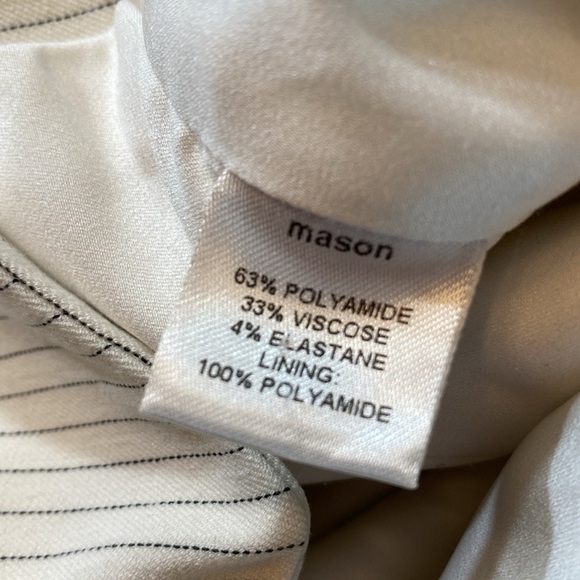 mason
63% POLYAMIDE
33% VISCOSE
4% ELASTANE
LINING:
100% POLYAMIDE